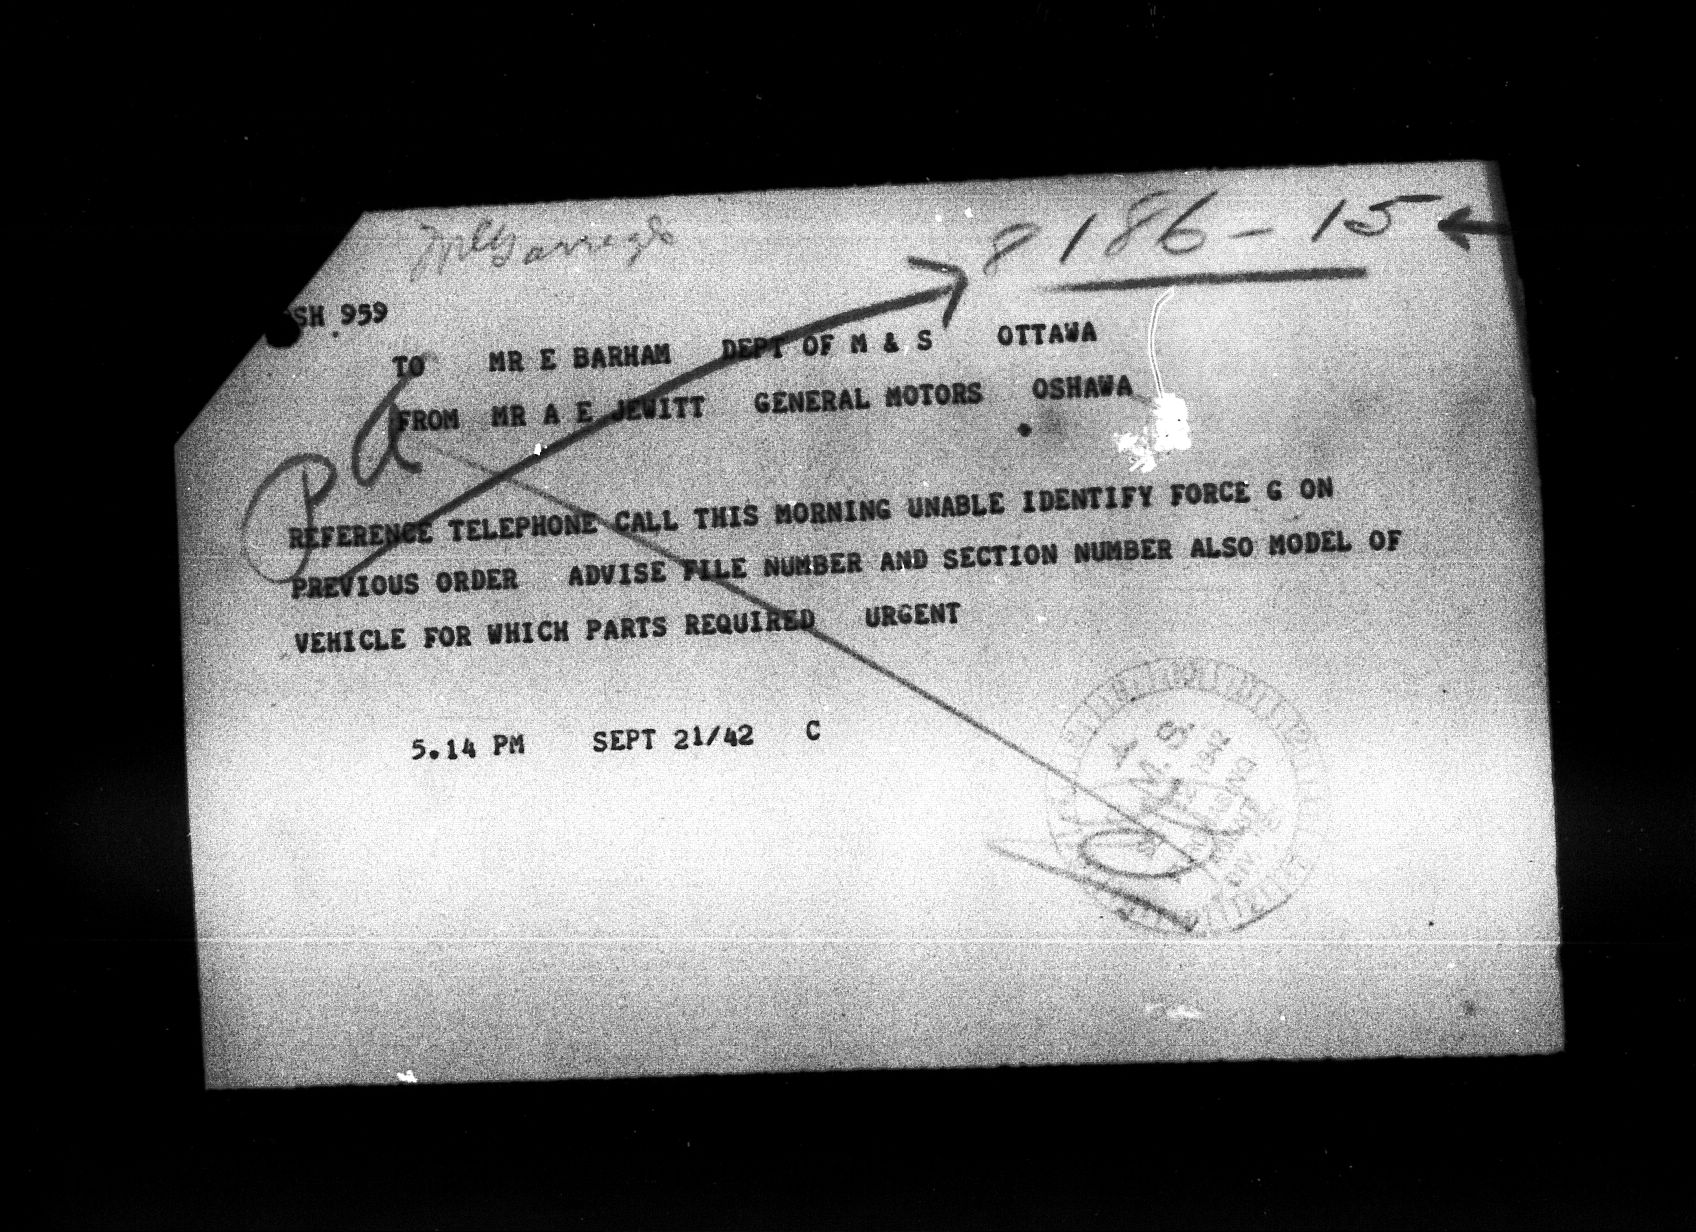 8186-15
SH 959
TO MR E BARHAM DEPT OF M & S OTTAWA
FROM MR A E JEWITT GENERAL MOTORS OSHAWA
REFERENCE TELEPHONE CALL THIS MORNING UNABLE IDENTIFY FORCE G ON
PREVIOUS ORDER ADVISE FILE NUMBER AND SECTION NUMBER ALSO MODEL OF
VEHICLE FOR WHICH PARTS REQUIRED URGENT
5.14 PM SEPT 21/42 C